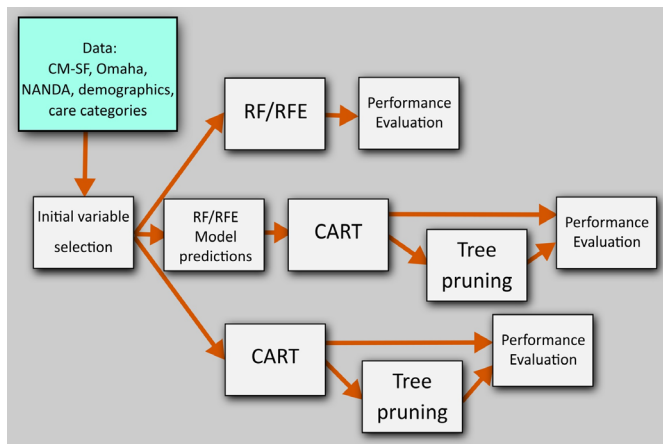 Data:
CM-SF, Omaha,
NANDA, demographics,
care categories
RF/RFE
Performance
Evaluation
Initial variable
selection
RF/RFE
Model
predictions
CART
Tree
pruning
Performance
Evaluation
CART
Tree
pruning
Performance
Evaluation